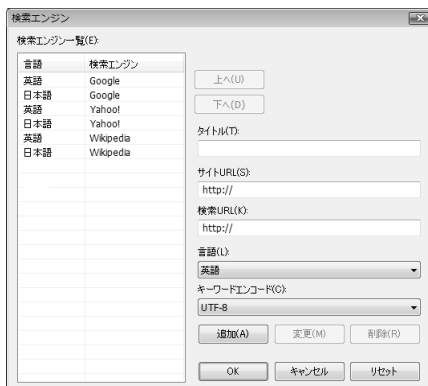 検索エンジン
検索エンジン一覧(E):
言語 検索エンジン
英語 Google
日本語 Google
英語 Yahoo!
日本語 Yahoo!
英語 Wikipedia
日本語 Wikipedia
上へ(U)
下へ(D)
タイトル(T):
サイトURL(S):
http://
検索URL(K):
http://
言語(L):
英語
キーワードエンコード(C):
UTF-8
追加(A) 変更(M) 削除(R)
OK キャンセル リセット